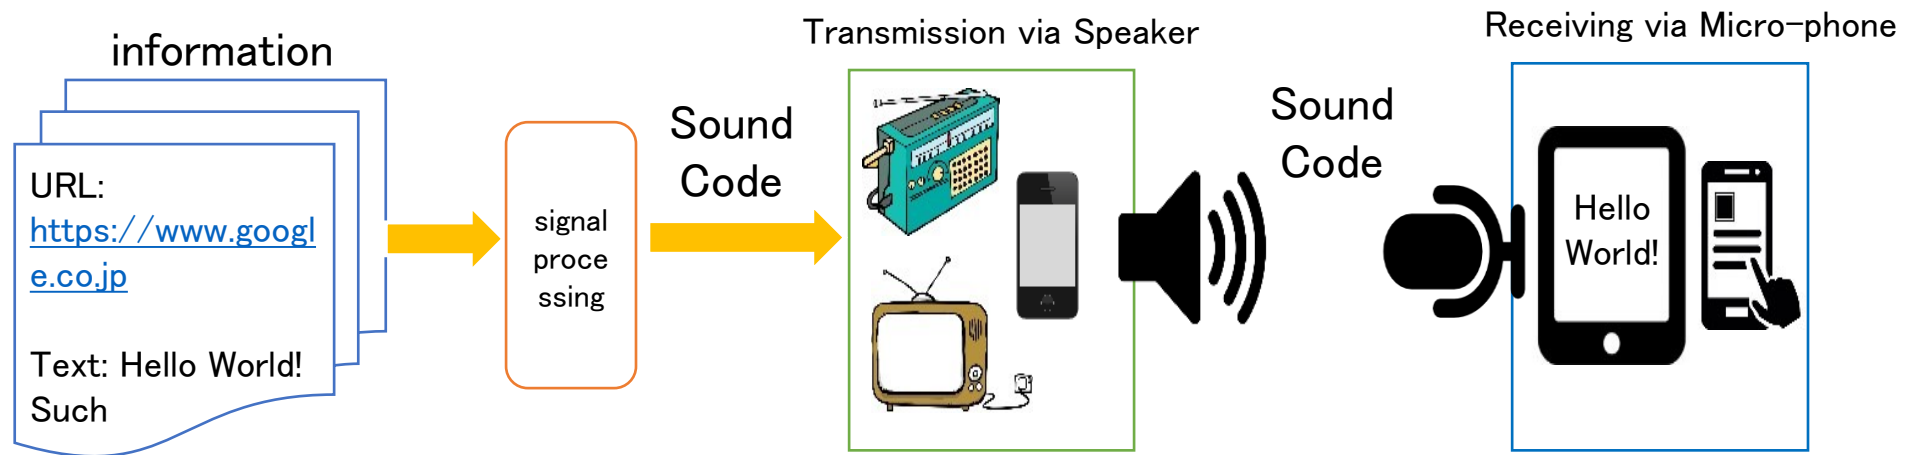 information
URL:
https://www.googl
e.co.jp
Text: Hello World!
Such
signal
proce
ssing
Sound
Code
Transmission via Speaker
Sound
Code
Receiving via Micro-phone
Hello
World!